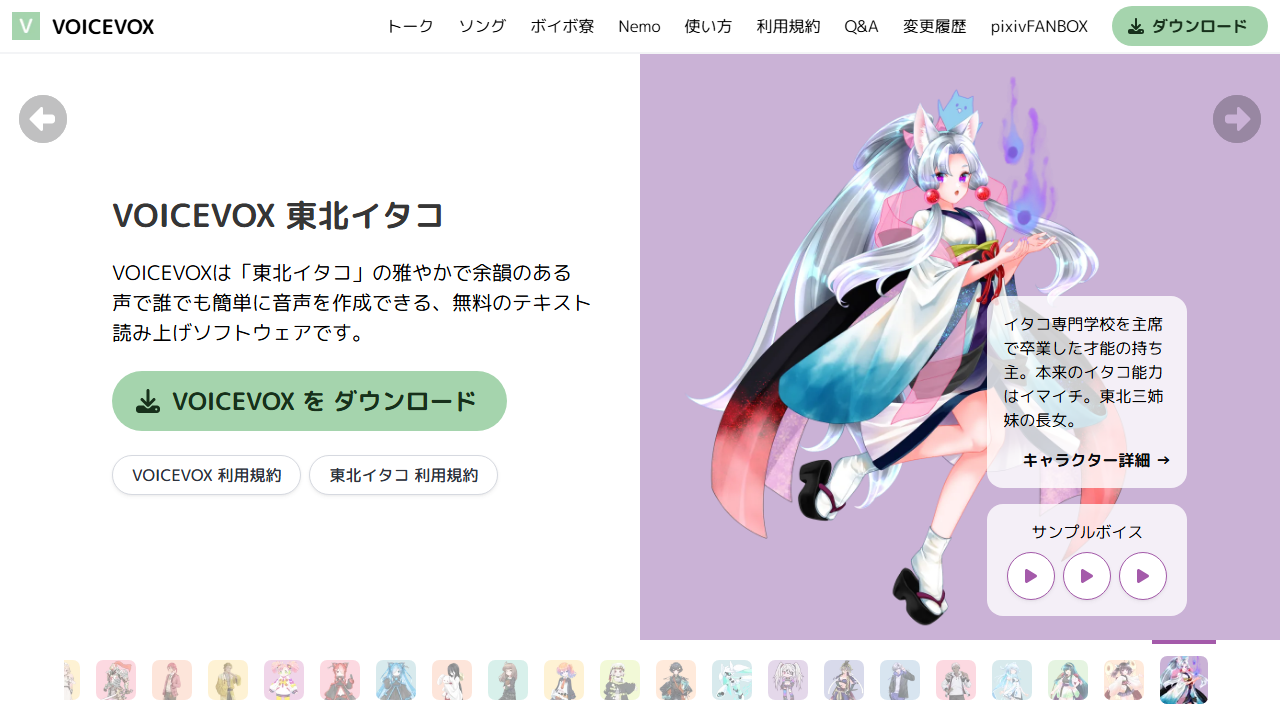 V VOICEVOX
トーク ソング ボイボ寮 Nemo 使い方 利用規約 Q&A 変更履歴 pixivFANBOX ダウンロード
VOICEVOX 東北イタコ
VOICEVOXは「東北イタコ」の雅やかで余韻のある
声で誰でも簡単に音声を作成できる、無料のテキスト
読み上げソフトウェアです。
VOICEVOX を ダウンロード
VOICEVOX 利用規約 東北イタコ 利用規約
イタコ専門学校を主席
で卒業した才能の持ち
主。本来のイタコ能力
はイマイチ。東北三姉
妹の長女。
キャラクター詳細 →
サンプルボイス